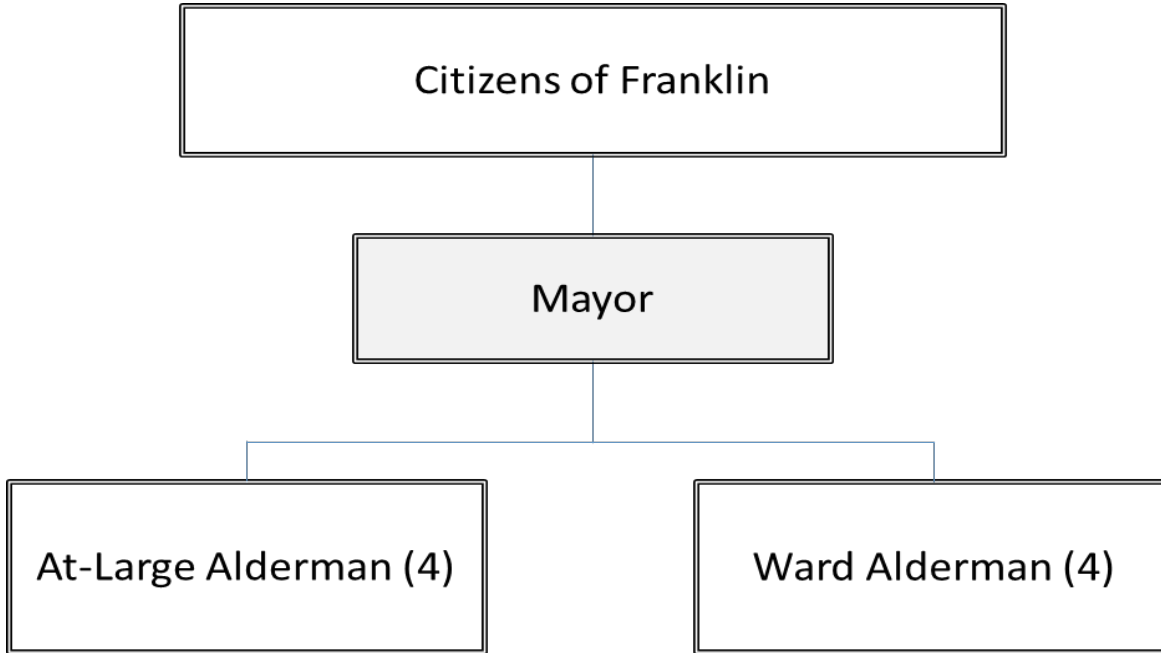 Citizens of Franklin
Mayor
At-Large Alderman (4)
Ward Alderman (4)